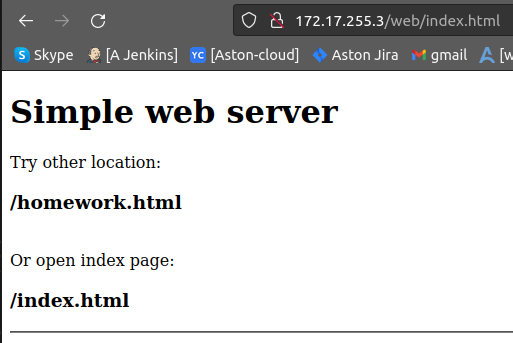 172.17.255.3/web/index.html
Skype [A Jenkins] [Aston-cloud] Aston Jira gmail [w
Simple web server
Try other location:
/homework.html
Or open index page:
/index.html